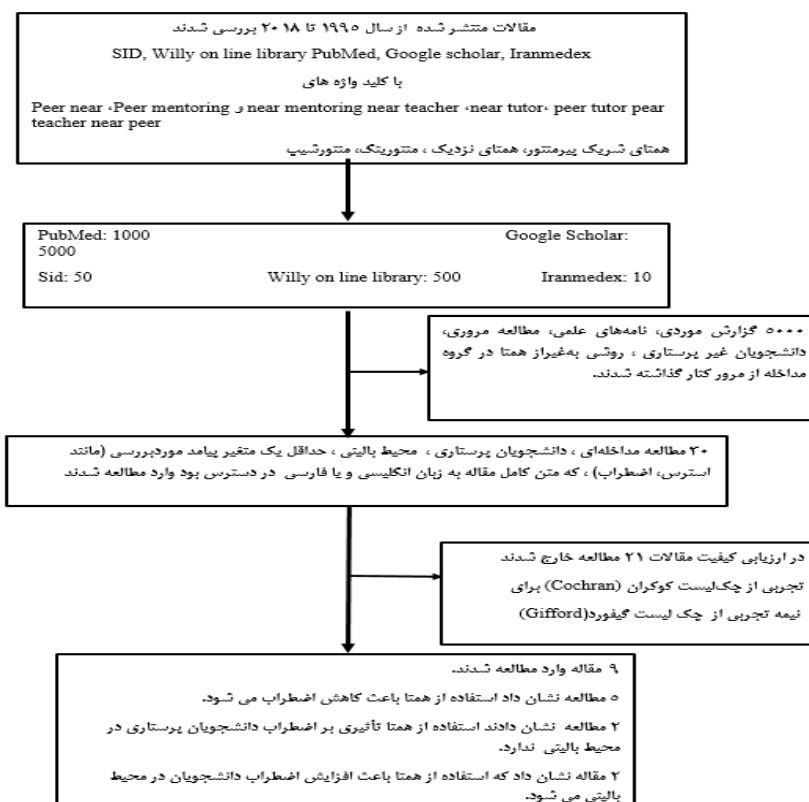 مقالات منتشر شده از سال ۱۹۹۵ تا ۲۰۱۸ بررسی شدند
SID, Willy on line library PubMed, Google scholar, Iranmedex
با کلید واژه های
Peer near ،Peer mentoring و near mentoring near teacher ،near tutor، peer tutor pear
teacher near peer
همتای شریک پیرمنتور، همتای نزدیک ، منتورینگ، منتورشیپ
PubMed: 1000 Google Scholar:
5000
Sid: 50 Willy on line library: 500 Iranmedex: 10
۵۰۰۰ گزارش موردی، نامه‌های علمی، مطالعه مروری،
دانشجویان غیر پرستاری ، روشی به‌غیراز همتا در گروه
مداخله از مرور کنار گذاشته شدند.
۳۰ مطالعه مداخله‌ای ، دانشجویان پرستاری ، محیط بالینی ، حداقل یک متغیر پیامد موردبررسی (مانند
استرس، اضطراب) ، که متن کامل مقاله به زبان انگلیسی و یا فارسی در دسترس بود وارد مطالعه شدند
در ارزیابی کیفیت مقالات ۲۱ مطالعه خارج شدند
تجربی از چک‌لیست کوکران (Cochran) برای
نیمه تجربی از چک لیست گیفورد(Gifford)
۹ مقاله وارد مطالعه شدند.
۵ مطالعه نشان داد استفاده از همتا باعث کاهش اضطراب می شود.
۲ مطالعه نشان دادند استفاده از همتا تأثیری بر اضطراب دانشجویان پرستاری در
محیط بالینی ندارد.
۲ مقاله نشان داد که استفاده از همتا باعث افزایش اضطراب دانشجویان در محیط
بالینی می شود.